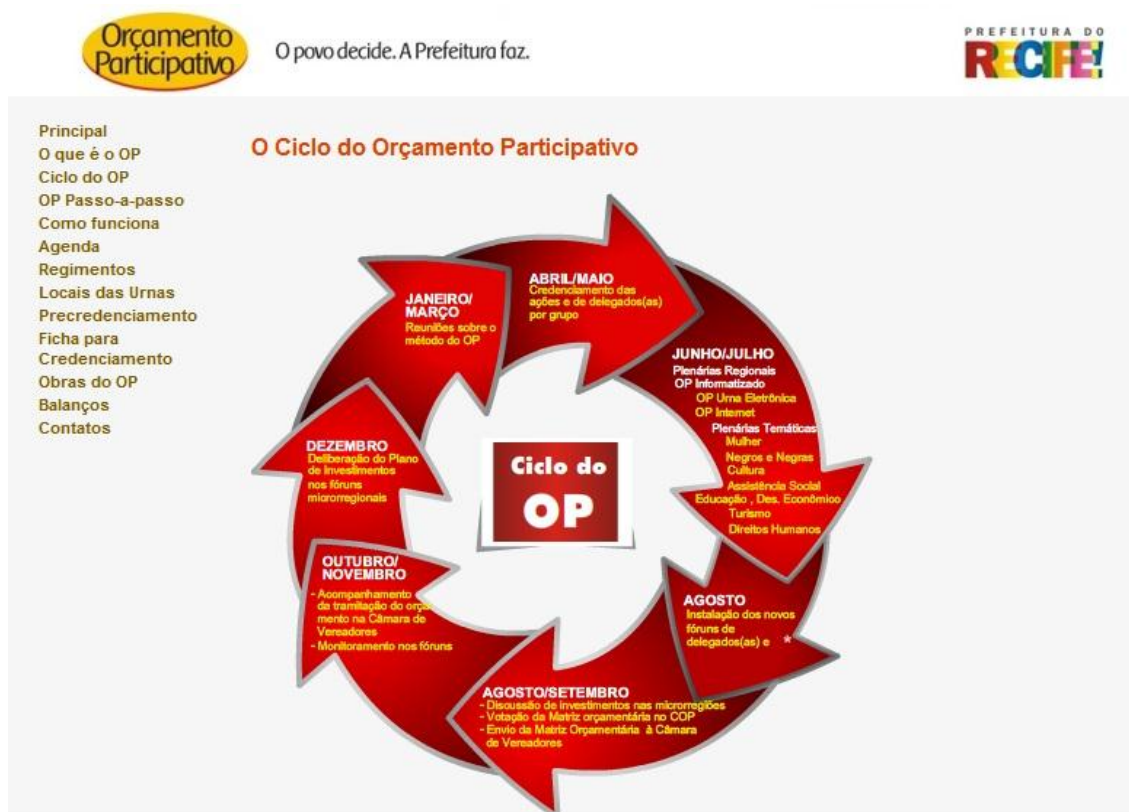 Orçamento
Participativo
O povo decide. A Prefeitura faz.
PREFEITURA DO
RECIFE!
Principal
O que é o OP
Ciclo do OP
OP Passo-a-passo
Como funciona
Agenda
Regimentos
Locais das Urnas
Precredenciamento
Ficha para
Credenciamento
Obras do OP
Balanços
Contatos
O Ciclo do Orçamento Participativo
JANEIRO/
MARÇO
Reuniões sobre o
método do OP
ABRIL/MAIO
Credenciamento das
ações e de delegados(as)
por grupo
JUNHO/JULHO
Plenárias Regionais
OP Informatizado
OP Urna Eletrônica
OP Internet
Plenárias Temáticas
Mulher
Negros e Negras
Cultura
Assistência Social
Educação , Des. Econômico
Turismo
Direitos Humanos
AGOSTO
Instalação dos novos
fóruns de
delegados(as) e *
AGOSTO/SETEMBRO
- Discussão de investimentos nas microrregiões
- Votação da Matriz orçamentária no COP
- Envio da Matriz Orçamentária à Câmara
de Vereadores
OUTUBRO/
NOVEMBRO
- Acompanhamento
da tramitação do orça-
mento na Câmara de
Vereadores
- Monitoramento nos fóruns
DEZEMBRO
Deliberação do Plano
de Investimentos
nos fóruns
microrregionais
Ciclo do
OP